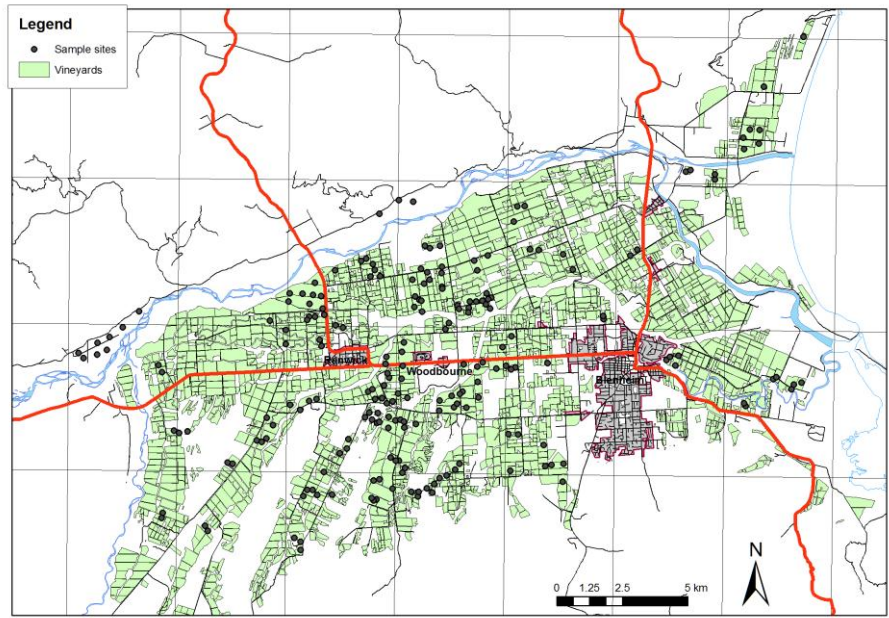 Legend
Sample sites
Vineyards
Renwick
Woodbourne
Blenheim
N
0 1.25 2.5 5 km